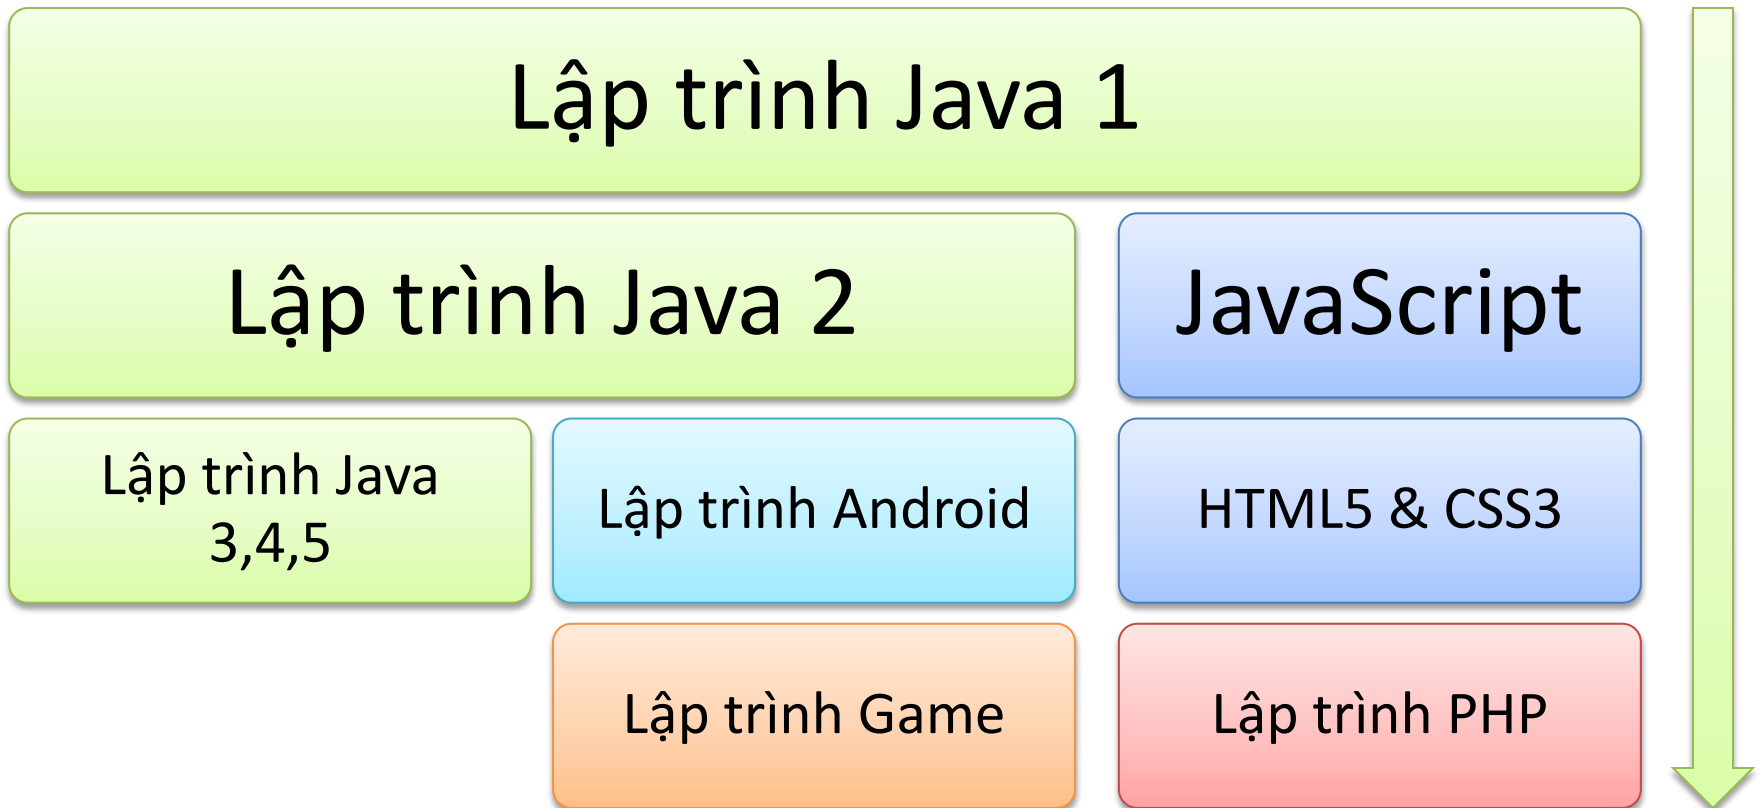 Lập trình Java 1
Lập trình Java 2
JavaScript
Lập trình Java
3,4,5
Lập trình Android
HTML5 & CSS3
Lập trình Game
Lập trình PHP